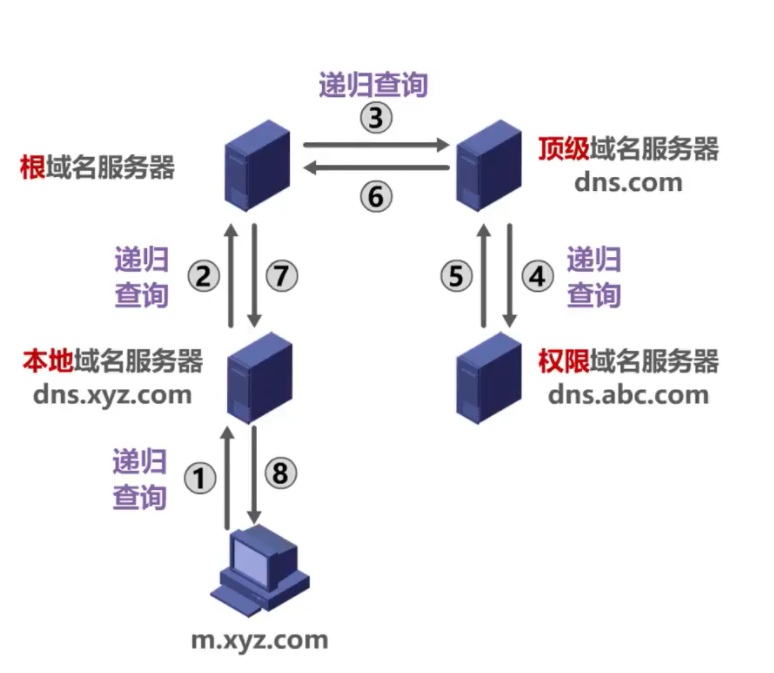 递归查询
③
根域名服务器
顶级域名服务器
dns.com
⑥
递归
查询
②
⑦
⑤
④
递归
查询
本地域名服务器
dns.xyz.com
权限域名服务器
dns.abc.com
递归
查询
①
⑧
m.xyz.com